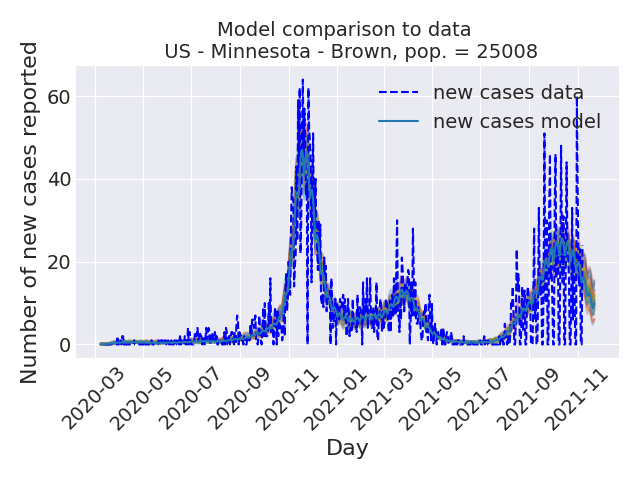 Model comparison to data
US - Minnesota - Brown, pop. = 25008
Number of new cases reported
60
40
20
0
new cases data
new cases model
2020-03
2020-05
2020-07
2020-09
2020-11
2021-01
2021-03
2021-05
2021-07
2021-09
2021-11
Day